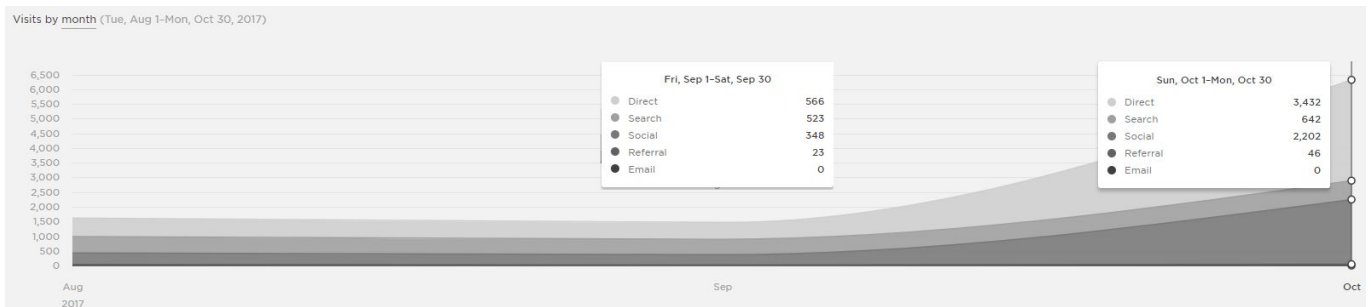 Visits by month (Tue, Aug 1–Mon, Oct 30, 2017)
6,500
6,000
5,500
5,000
4,500
4,000
3,500
3,000
2,500
2,000
1,500
1,000
500
0
Fri, Sep 1–Sat, Sep 30
Direct 566
Search 523
Social 348
Referral 23
Email 0
Sun, Oct 1–Mon, Oct 30
Direct 3,432
Search 642
Social 2,202
Referral 46
Email 0
Aug Sep Oct
2017